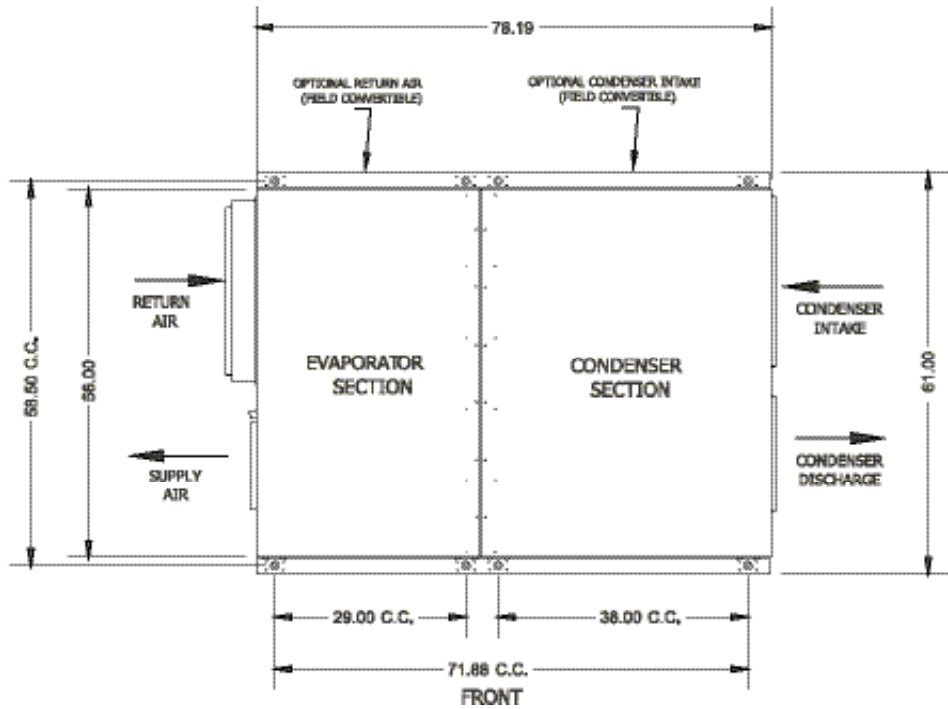 78.19
OPTIONAL RETURN AIR
(FIELD CONVERTIBLE)
OPTIONAL CONDENSER INTAKE
(FIELD CONVERTIBLE)
RETURN
AIR
CONDENSER
INTAKE
58.50 C.C.
56.00
EVAPORATOR
SECTION
CONDENSER
SECTION
61.00
SUPPLY
AIR
CONDENSER
DISCHARGE
29.00 C.C.
38.00 C.C.
71.88 C.C.
FRONT